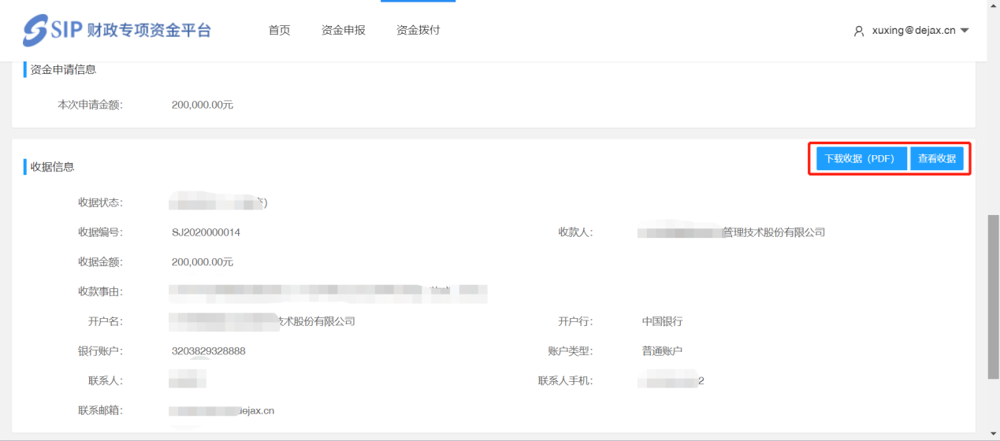 SIP 财政专项资金平台 首页 资金申报 资金拨付 xuxing@dejax.cn
资金申请信息
本次申请金额: 200,000.00元
收据信息 下载收据（PDF） 查看收据
收据状态: )
收据编号: SJ2020000014 收款人: 管理技术股份有限公司
收据金额: 200,000.00元
收款事由:
开户名: 技术股份有限公司 开户行: 中国银行
银行账户: 3203829328888 账户类型: 普通账户
联系人: 联系人手机: 2
联系邮箱: dejax.cn